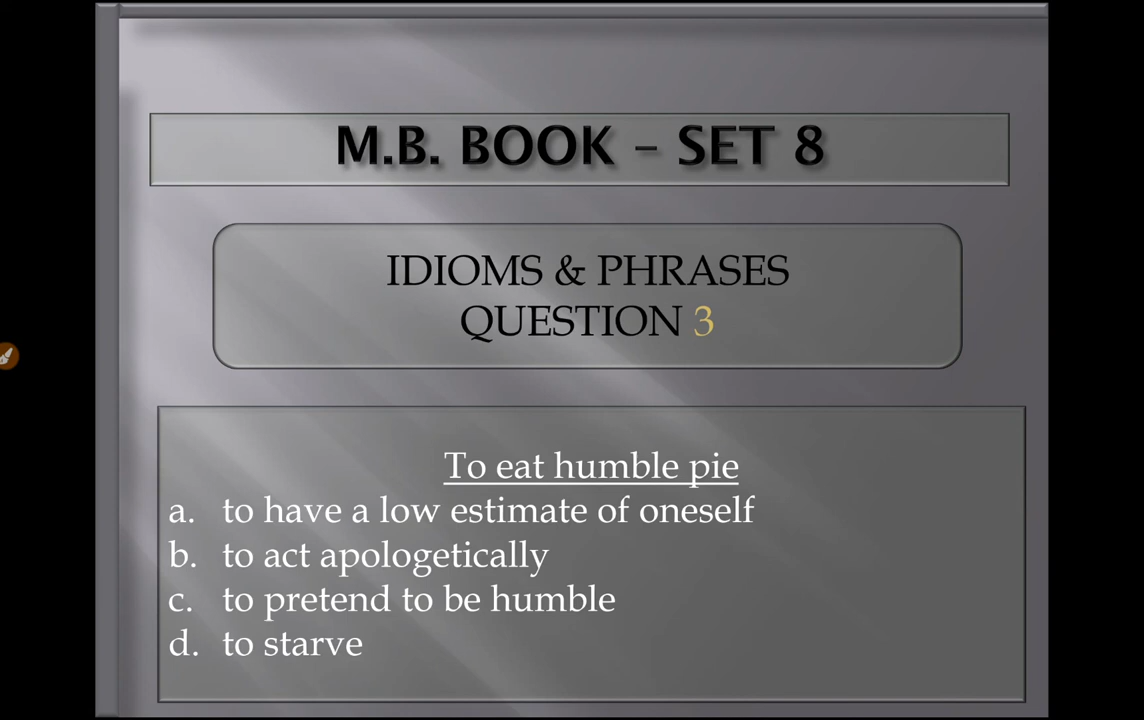 M.B. BOOK – SET 8
IDIOMS & PHRASES
QUESTION 3
To eat humble pie
a. to have a low estimate of oneself
b. to act apologetically
c. to pretend to be humble
d. to starve